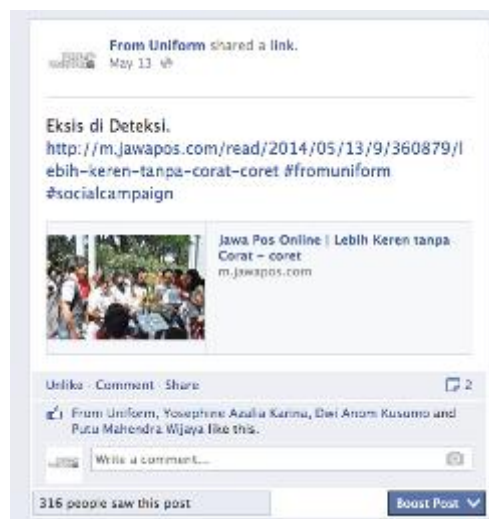 From Uniform shared a link.
May 13
Eksis di Deteksi.
http://m.jawapos.com/read/2014/05/13/9/360879/l
ebih-keren-tanpa-corat-coret #fromuniform
#socialcampaign
Jawa Pos Online | Lebih Keren tanpa
Corat - coret
m.jawapos.com
Unlike · Comment · Share
2
From Uniform, Yosephine Azalia Karina, Dwi Anom Kusumo and
Putu Mahendra Wijaya like this.
Write a comment...
316 people saw this post
Boost Post